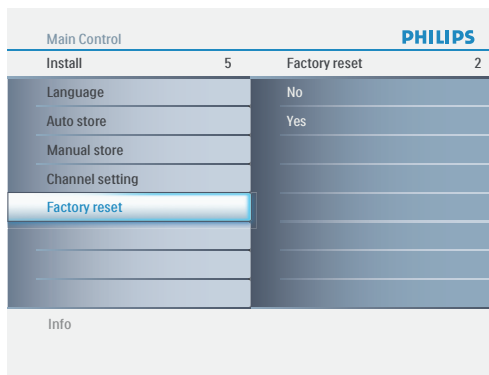 Main Control
PHILIPS
Install 5 Factory reset 2
Language No
Auto store Yes
Manual store
Channel setting
Factory reset
Info